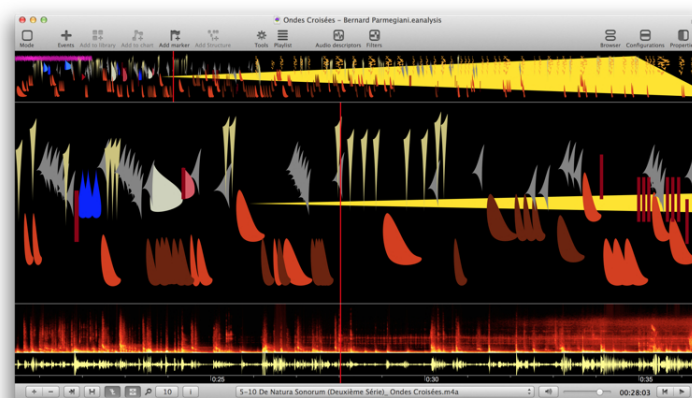 Ondes Croisées – Bernard Parmegiani.eanalysis
Mode Events Add to library Add to chart Add marker Add Structure Tools Playlist Audio descriptors Filters Browser Configurations Properti
0:25 0:30 0:35
10 i 5-10 De Natura Sonorum (Deuxième Série)_ Ondes Croisées.m4a 00:28:03